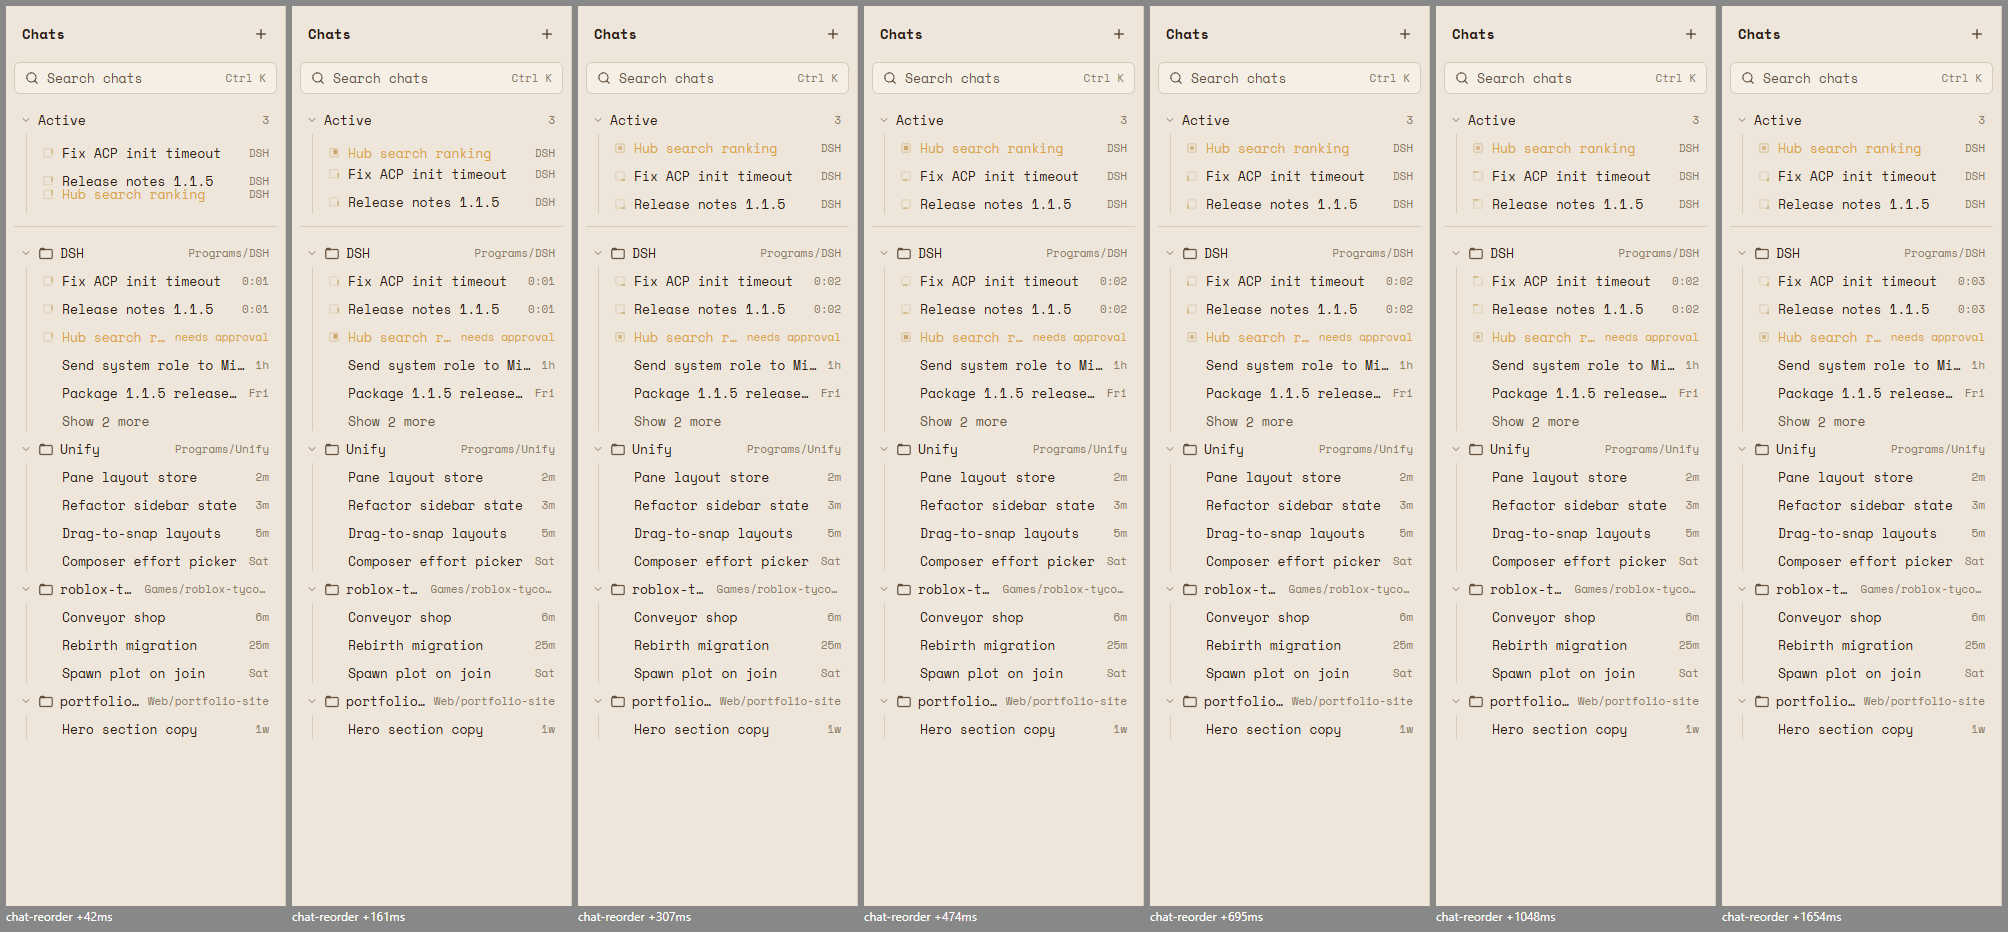 Chats +
Search chats Ctrl K
Active 3
Fix ACP init timeout DSH
Release notes 1.1.5 DSH
Hub search ranking DSH
DSH Programs/DSH
Fix ACP init timeout 0:01
Release notes 1.1.5 0:01
Hub search r… needs approval
Send system role to Mi… 1h
Package 1.1.5 release… Fri
Show 2 more
Unify Programs/Unify
Pane layout store 2m
Refactor sidebar state 3m
Drag-to-snap layouts 5m
Composer effort picker Sat
roblox-t… Games/roblox-tyco…
Conveyor shop 6m
Rebirth migration 25m
Spawn plot on join Sat
portfolio… Web/portfolio-site
Hero section copy 1w
chat-reorder +42ms
Chats +
Search chats Ctrl K
Active 3
Hub search ranking DSH
Fix ACP init timeout DSH
Release notes 1.1.5 DSH
DSH Programs/DSH
Fix ACP init timeout 0:01
Release notes 1.1.5 0:01
Hub search r… needs approval
Send system role to Mi… 1h
Package 1.1.5 release… Fri
Show 2 more
Unify Programs/Unify
Pane layout store 2m
Refactor sidebar state 3m
Drag-to-snap layouts 5m
Composer effort picker Sat
roblox-t… Games/roblox-tyco…
Conveyor shop 6m
Rebirth migration 25m
Spawn plot on join Sat
portfolio… Web/portfolio-site
Hero section copy 1w
chat-reorder +161ms
Chats +
Search chats Ctrl K
Active 3
Hub search ranking DSH
Fix ACP init timeout DSH
Release notes 1.1.5 DSH
DSH Programs/DSH
Fix ACP init timeout 0:02
Release notes 1.1.5 0:02
Hub search r… needs approval
Send system role to Mi… 1h
Package 1.1.5 release… Fri
Show 2 more
Unify Programs/Unify
Pane layout store 2m
Refactor sidebar state 3m
Drag-to-snap layouts 5m
Composer effort picker Sat
roblox-t… Games/roblox-tyco…
Conveyor shop 6m
Rebirth migration 25m
Spawn plot on join Sat
portfolio… Web/portfolio-site
Hero section copy 1w
chat-reorder +307ms
Chats +
Search chats Ctrl K
Active 3
Hub search ranking DSH
Fix ACP init timeout DSH
Release notes 1.1.5 DSH
DSH Programs/DSH
Fix ACP init timeout 0:02
Release notes 1.1.5 0:02
Hub search r… needs approval
Send system role to Mi… 1h
Package 1.1.5 release… Fri
Show 2 more
Unify Programs/Unify
Pane layout store 2m
Refactor sidebar state 3m
Drag-to-snap layouts 5m
Composer effort picker Sat
roblox-t… Games/roblox-tyco…
Conveyor shop 6m
Rebirth migration 25m
Spawn plot on join Sat
portfolio… Web/portfolio-site
Hero section copy 1w
chat-reorder +474ms
Chats +
Search chats Ctrl K
Active 3
Hub search ranking DSH
Fix ACP init timeout DSH
Release notes 1.1.5 DSH
DSH Programs/DSH
Fix ACP init timeout 0:02
Release notes 1.1.5 0:02
Hub search r… needs approval
Send system role to Mi… 1h
Package 1.1.5 release… Fri
Show 2 more
Unify Programs/Unify
Pane layout store 2m
Refactor sidebar state 3m
Drag-to-snap layouts 5m
Composer effort picker Sat
roblox-t… Games/roblox-tyco…
Conveyor shop 6m
Rebirth migration 25m
Spawn plot on join Sat
portfolio… Web/portfolio-site
Hero section copy 1w
chat-reorder +695ms
Chats +
Search chats Ctrl K
Active 3
Hub search ranking DSH
Fix ACP init timeout DSH
Release notes 1.1.5 DSH
DSH Programs/DSH
Fix ACP init timeout 0:02
Release notes 1.1.5 0:02
Hub search r… needs approval
Send system role to Mi… 1h
Package 1.1.5 release… Fri
Show 2 more
Unify Programs/Unify
Pane layout store 2m
Refactor sidebar state 3m
Drag-to-snap layouts 5m
Composer effort picker Sat
roblox-t… Games/roblox-tyco…
Conveyor shop 6m
Rebirth migration 25m
Spawn plot on join Sat
portfolio… Web/portfolio-site
Hero section copy 1w
chat-reorder +1048ms
Chats +
Search chats Ctrl K
Active 3
Hub search ranking DSH
Fix ACP init timeout DSH
Release notes 1.1.5 DSH
DSH Programs/DSH
Fix ACP init timeout 0:03
Release notes 1.1.5 0:03
Hub search r… needs approval
Send system role to Mi… 1h
Package 1.1.5 release… Fri
Show 2 more
Unify Programs/Unify
Pane layout store 2m
Refactor sidebar state 3m
Drag-to-snap layouts 5m
Composer effort picker Sat
roblox-t… Games/roblox-tyco…
Conveyor shop 6m
Rebirth migration 25m
Spawn plot on join Sat
portfolio… Web/portfolio-site
Hero section copy 1w
chat-reorder +1654ms